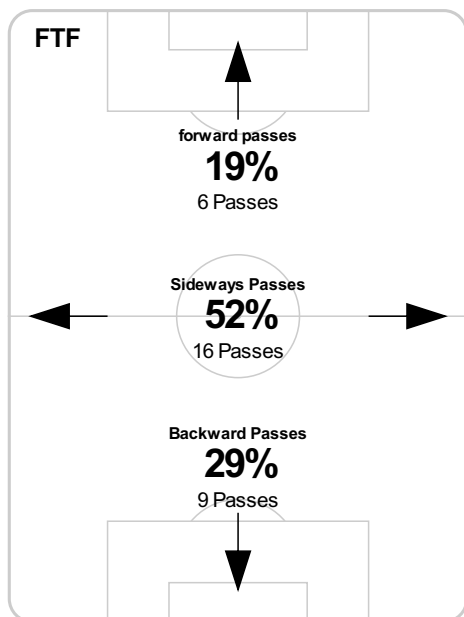 FTF
forward passes
19%
6 Passes
Sideways Passes
52%
16 Passes
Backward Passes
29%
9 Passes